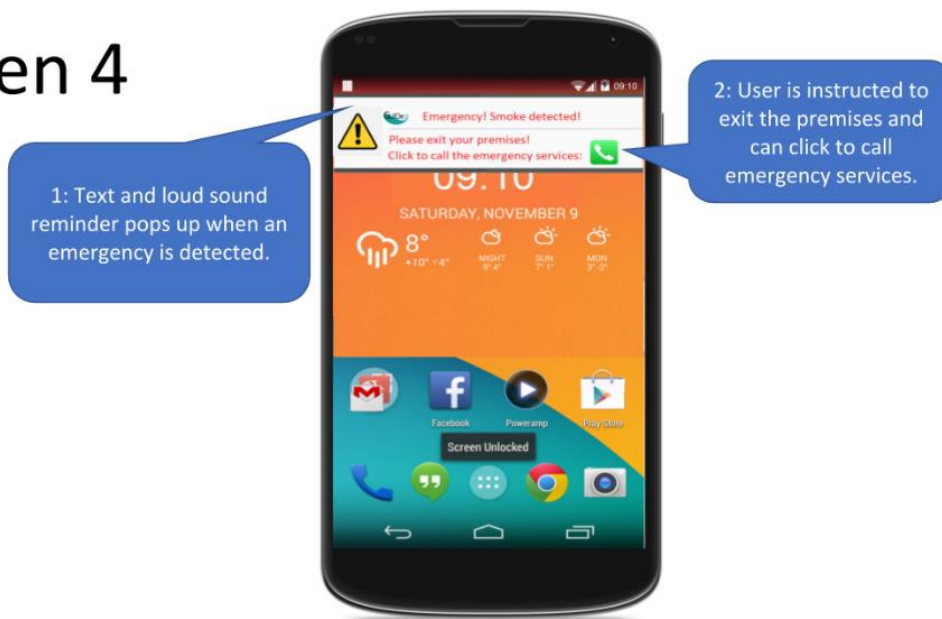 en 4
1: Text and loud sound
reminder pops up when an
emergency is detected.
09:10
Emergency! Smoke detected!
Please exit your premises!
Click to call the emergency services:
2: User is instructed to
exit the premises and
can click to call
emergency services.
09:10
SATURDAY, NOVEMBER 9
8°
10° 4°
NIGHT SUN MON
Facebook Poweramp Play Store
Screen Unlocked